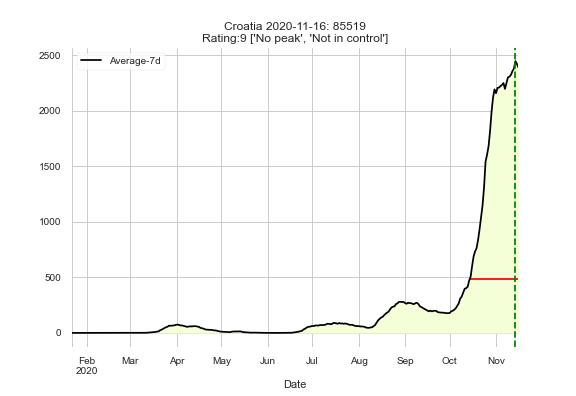 Croatia 2020-11-16: 85519
Rating:9 ['No peak', 'Not in control']
Average-7d
2500
2000
1500
1000
500
0
Feb Mar Apr May Jun Jul Aug Sep Oct Nov
2020
Date